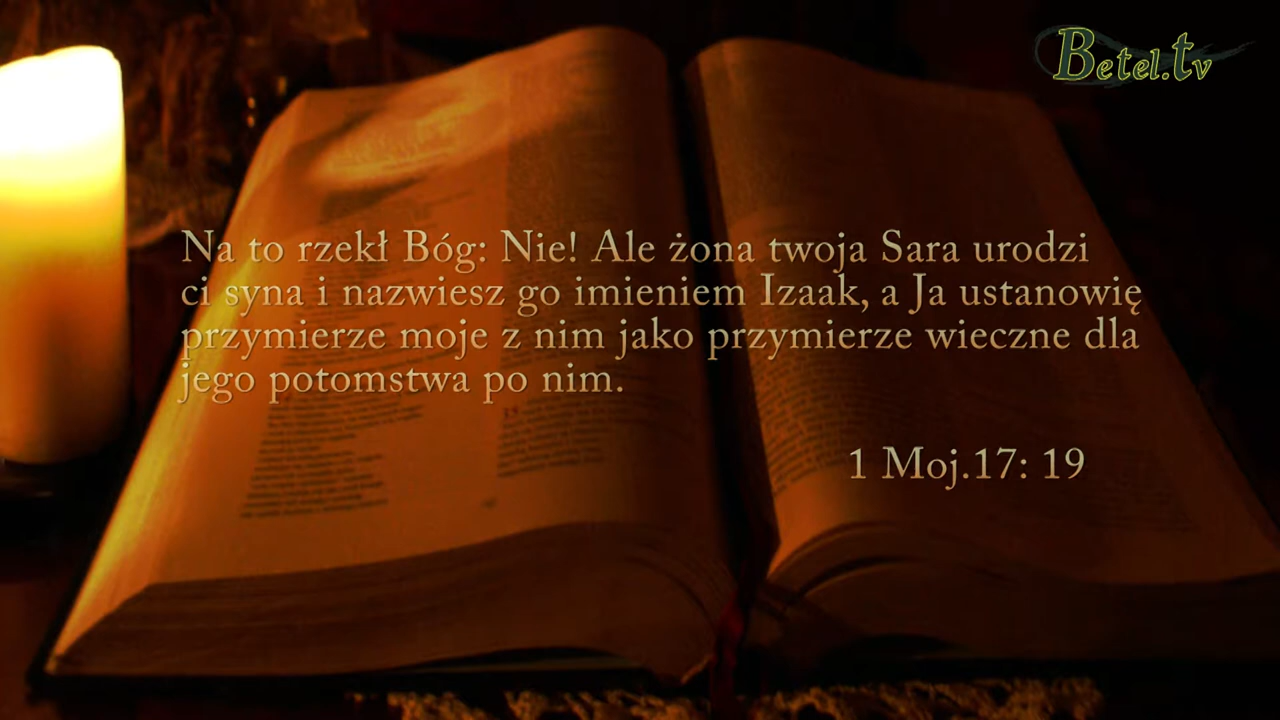 Betel.tv
Na to rzekł Bóg: Nie! Ale żona twoja Sara urodzi
ci syna i nazwiesz go imieniem Izaak, a Ja ustanowię
przymierze moje z nim jako przymierze wieczne dla
jego potomstwa po nim.
1 Moj.17: 19